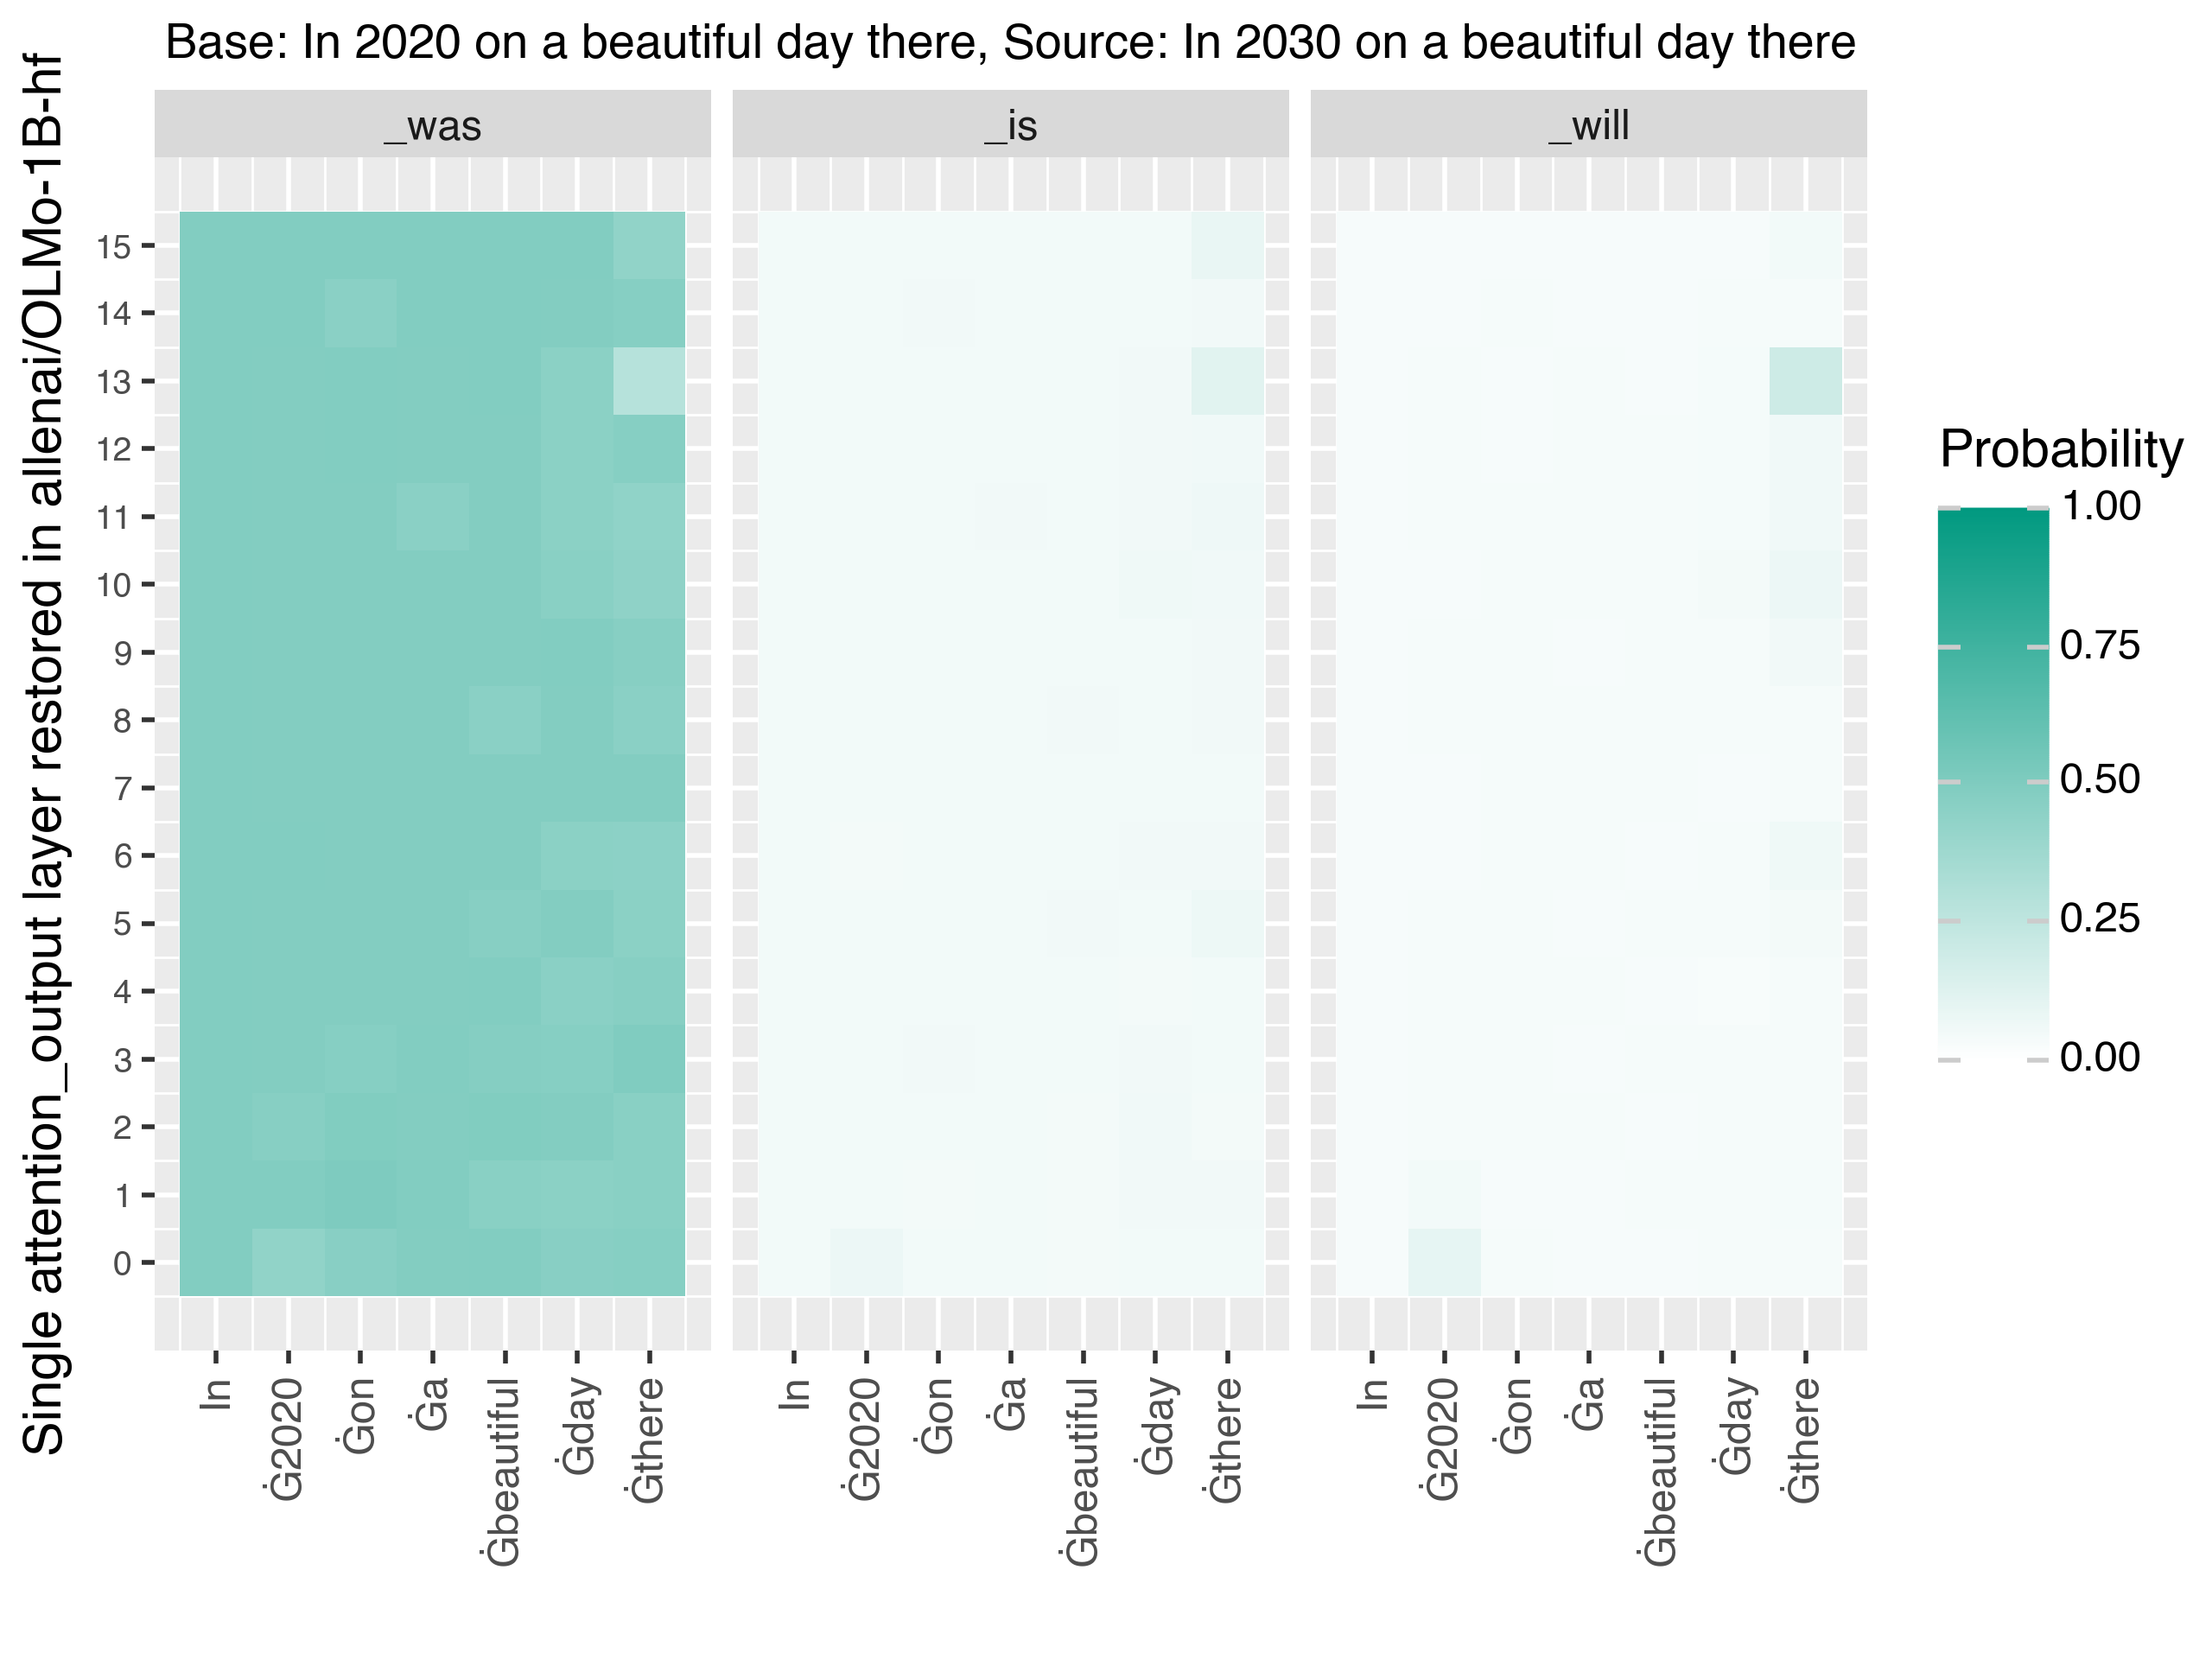 Base: In 2020 on a beautiful day there, Source: In 2030 on a beautiful day there
Single attention_output layer restored in allenai/OLMo-1B-hf
_was
_is
_will
15
14
13
12
11
10
9
8
7
6
5
4
3
2
1
0
In
Ġ2020
Ġon
Ġa
Ġbeautiful
Ġday
Ġthere
In
Ġ2020
Ġon
Ġa
Ġbeautiful
Ġday
Ġthere
In
Ġ2020
Ġon
Ġa
Ġbeautiful
Ġday
Ġthere
Probability
1.00
0.75
0.50
0.25
0.00